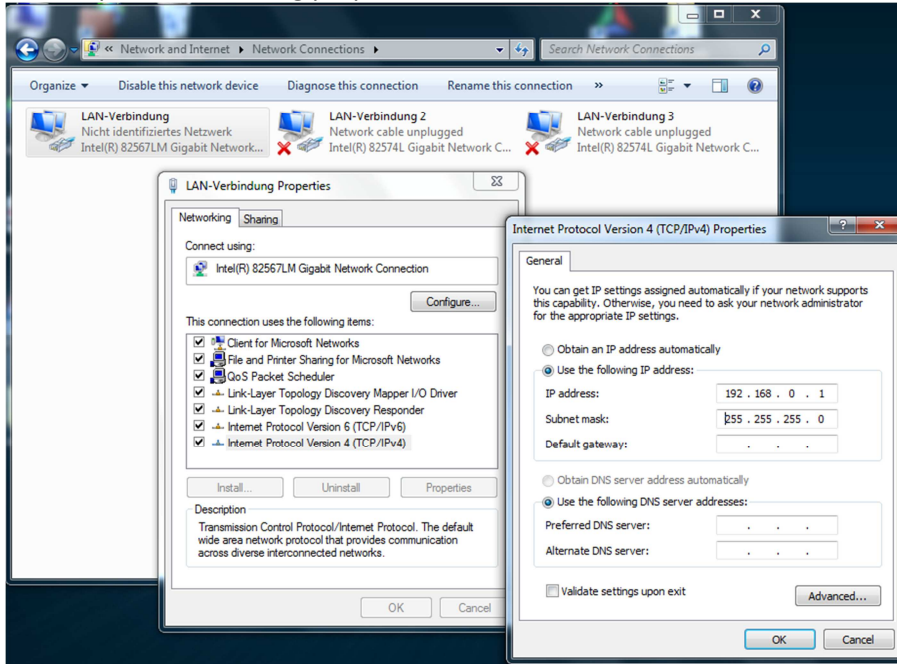 « Network and Internet ▸ Network Connections ▸
Search Network Connections
Organize ▾ Disable this network device Diagnose this connection Rename this connection »
LAN-Verbindung
Nicht identifiziertes Netzwerk
Intel(R) 82567LM Gigabit Network...
LAN-Verbindung 2
Network cable unplugged
Intel(R) 82574L Gigabit Network C...
LAN-Verbindung 3
Network cable unplugged
Intel(R) 82574L Gigabit Network C...
LAN-Verbindung Properties
Networking Sharing
Connect using:
Intel(R) 82567LM Gigabit Network Connection
Configure...
This connection uses the following items:
Client for Microsoft Networks
File and Printer Sharing for Microsoft Networks
QoS Packet Scheduler
Link-Layer Topology Discovery Mapper I/O Driver
Link-Layer Topology Discovery Responder
Internet Protocol Version 6 (TCP/IPv6)
Internet Protocol Version 4 (TCP/IPv4)
Install... Uninstall Properties
Description
Transmission Control Protocol/Internet Protocol. The default
wide area network protocol that provides communication
across diverse interconnected networks.
OK Cancel
Internet Protocol Version 4 (TCP/IPv4) Properties
General
You can get IP settings assigned automatically if your network supports
this capability. Otherwise, you need to ask your network administrator
for the appropriate IP settings.
Obtain an IP address automatically
Use the following IP address:
IP address: 192 . 168 . 0 . 1
Subnet mask: 255 . 255 . 255 . 0
Default gateway: . . .
Obtain DNS server address automatically
Use the following DNS server addresses:
Preferred DNS server: . . .
Alternate DNS server: . . .
Validate settings upon exit
Advanced...
OK Cancel